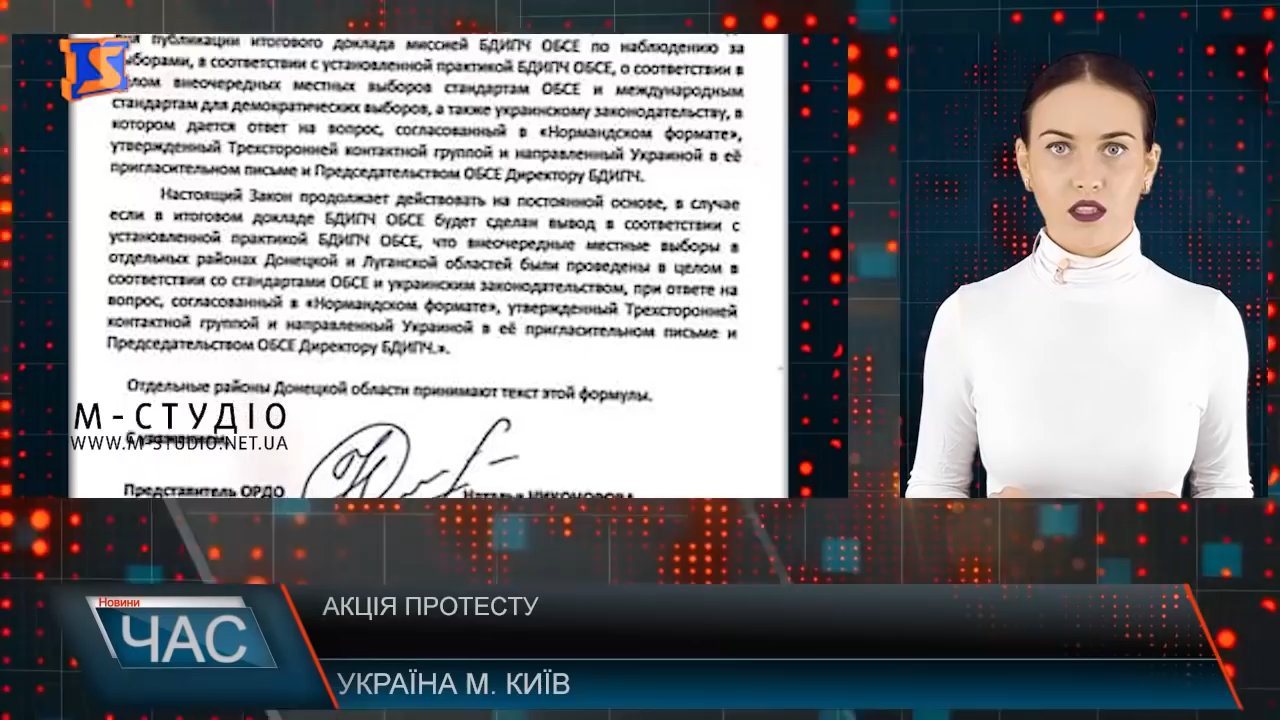 для публикации итогового доклада миссией БДИПЧ ОБСЕ по наблюдению за
выборами, в соответствии с установленной практикой БДИПЧ ОБСЕ, о соответствии в
целом внеочередных местных выборов стандартам ОБСЕ и международным
стандартам для демократических выборов, а также украинскому законодательству, в
котором дается ответ на вопрос, согласованный в «Нормандском формате»,
утвержденный Трехсторонней контактной группой и направленный Украиной в её
пригласительном письме и Председательством ОБСЕ Директору БДИПЧ.
Настоящий Закон продолжает действовать на постоянной основе, в случае
если в итоговом докладе БДИПЧ ОБСЕ будет сделан вывод в соответствии с
установленной практикой БДИПЧ ОБСЕ, что внеочередные местные выборы в
отдельных районах Донецкой и Луганской областей были проведены в целом в
соответствии со стандартами ОБСЕ и украинским законодательством, при ответе на
вопрос, согласованный в «Нормандском формате», утвержденный Трехсторонней
контактной группой и направленный Украиной в её пригласительном письме и
Председательством ОБСЕ Директору БДИПЧ.».
Отдельные районы Донецкой области принимают текст этой формулы.
М-СТУДІО
WWW.M-STUDIO.NET.UA
Представитель ОРДО
Наталья НИКОНОРОВА
Новини
ЧАС
АКЦІЯ ПРОТЕСТУ
УКРАЇНА М. КИЇВ